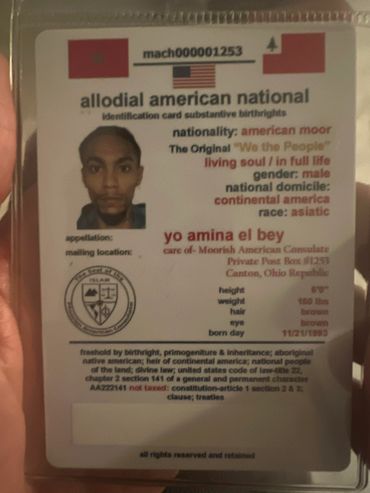 mach000001253
allodial american national
identification card substantive birthrights
nationality: american moor
The Original "We the People"
living soul / in full life
gender: male
national domicile:
continental america
race: asiatic
appellation: yo amina el bey
mailing location: care of- Moorish American Consulate
Private Post Box #1253
Canton, Ohio Republic
The Seal of the
ISLAM
height 6'0"
weight 160 lbs
hair brown
eye brown
born day 11/21/1993
freehold by birthright, primogeniture & inheritance; aboriginal
native american; heir of continental america; national people
of the land; divine law; united states code of law-title 22,
chapter 2 section 141 of a general and permanent character
AA222141 not taxed: constitution-article 1 section 2 & 3;
clause; treaties
all rights reserved and retained